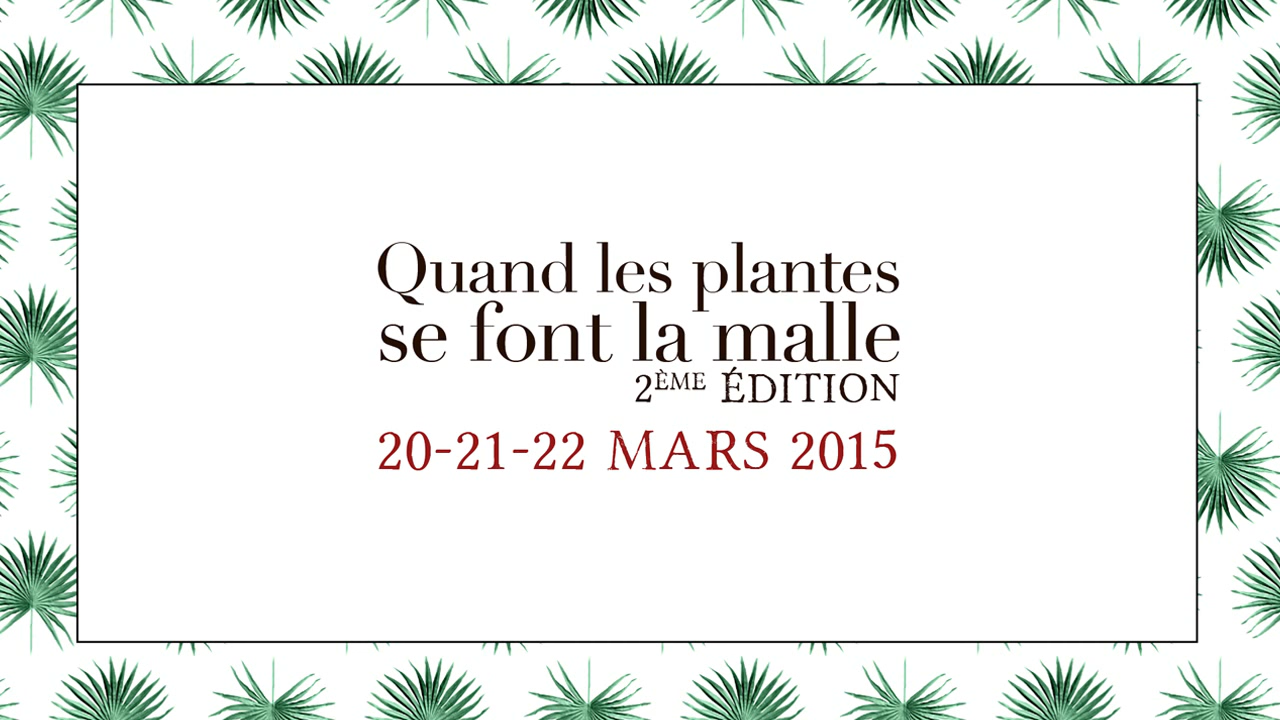 Quand les plantes
se font la malle
2ÈME ÉDITION
20-21-22 MARS 2015